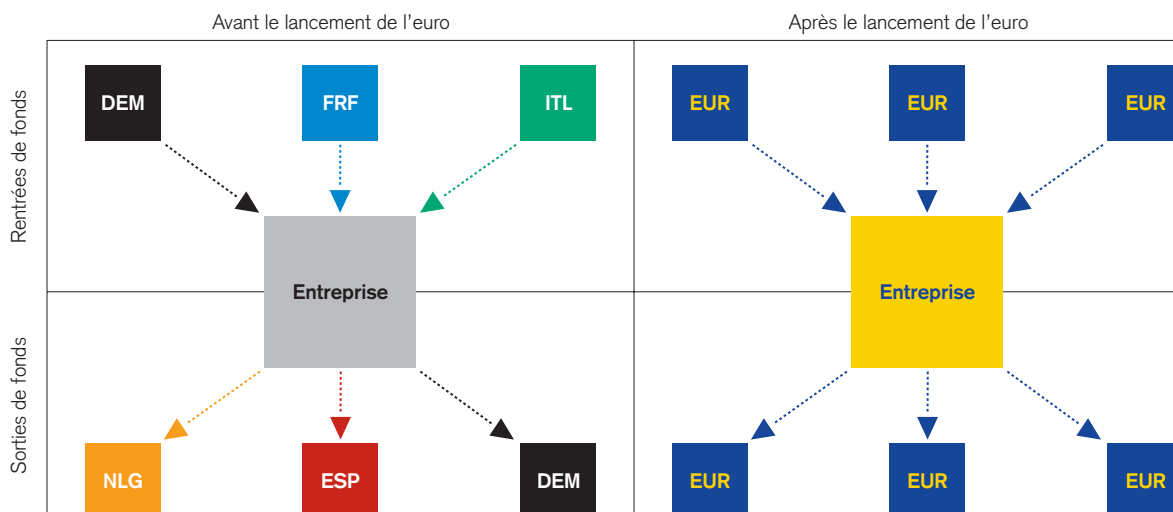 Avant le lancement de l’euro
Après le lancement de l’euro
Rentrées de fonds
DEM
FRF
ITL
EUR
EUR
EUR
Entreprise
Entreprise
Sorties de fonds
NLG
ESP
DEM
EUR
EUR
EUR